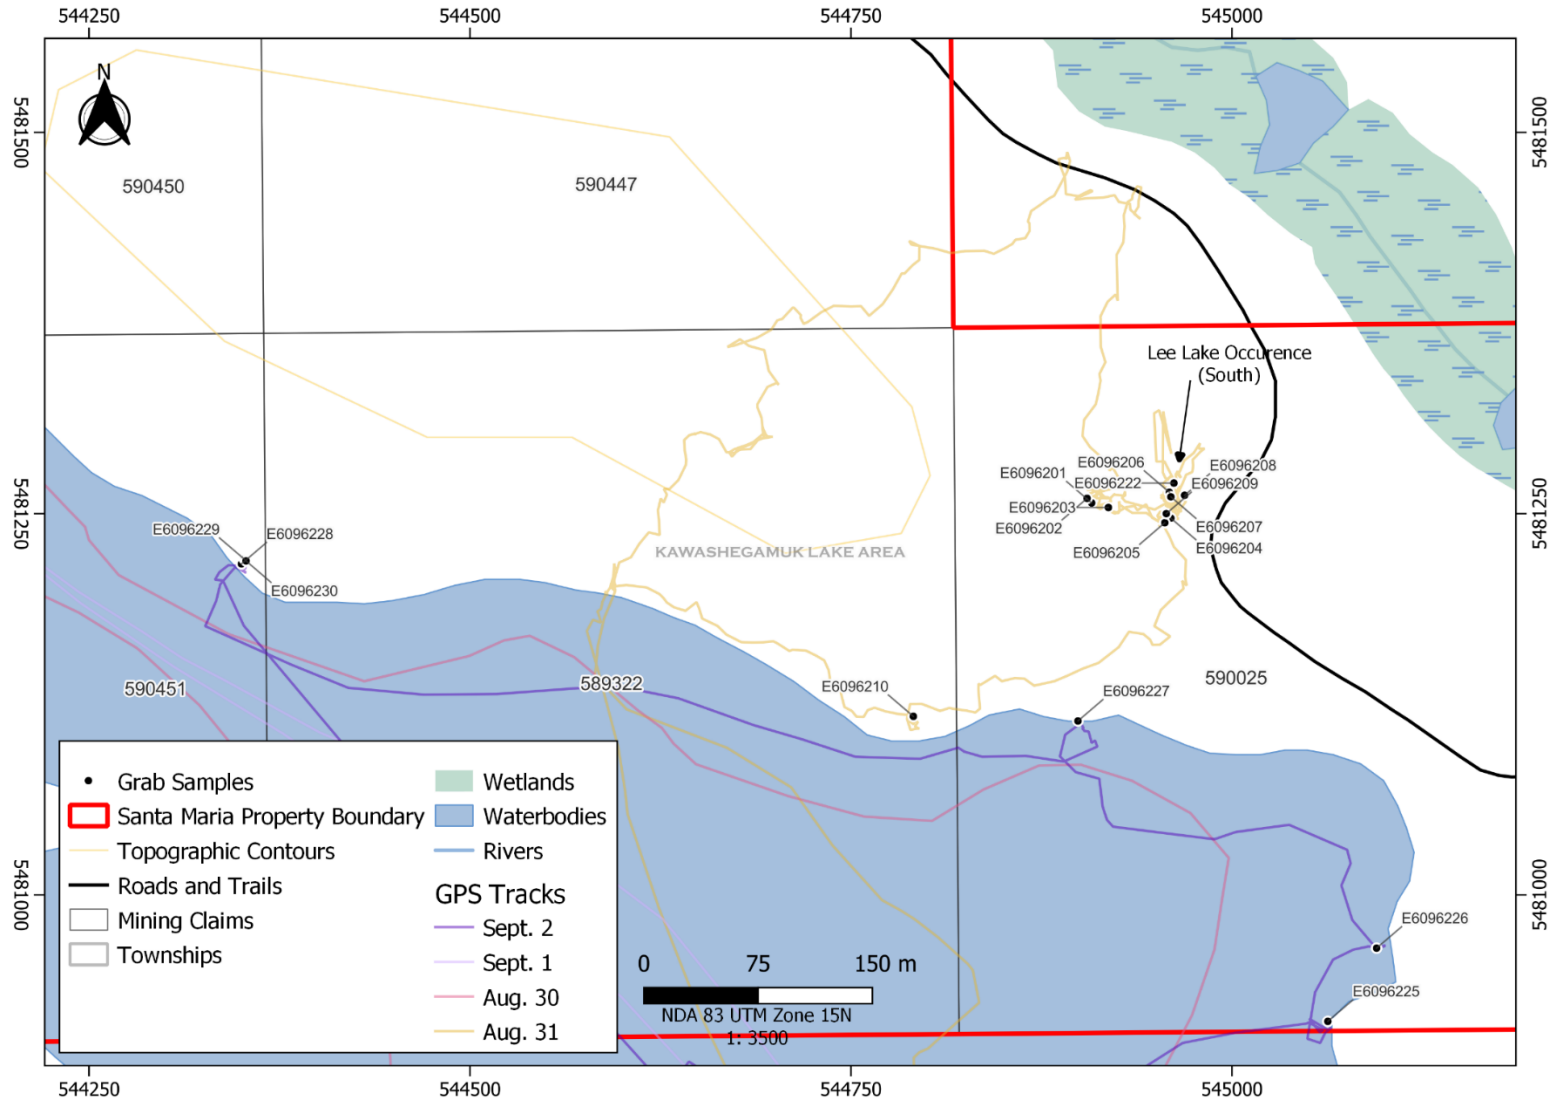 544250
544500
544750
545000
N
5481500
5481500
590450
590447
Lee Lake Occurence
(South)
E6096206
E6096208
E6096201
E6096222
E6096209
E6096203
E6096202
E6096207
E6096205
E6096204
5481250
5481250
E6096229
E6096228
E6096230
KAWASHEGAMUK LAKE AREA
590451
589322
590025
E6096210
E6096227
E6096226
E6096225
5481000
5481000
Grab Samples
Santa Maria Property Boundary
Topographic Contours
Roads and Trails
Mining Claims
Townships
Wetlands
Waterbodies
Rivers
GPS Tracks
Sept. 2
Sept. 1
Aug. 30
Aug. 31
0 75 150 m
NDA 83 UTM Zone 15N
1: 3500
544250
544500
544750
545000